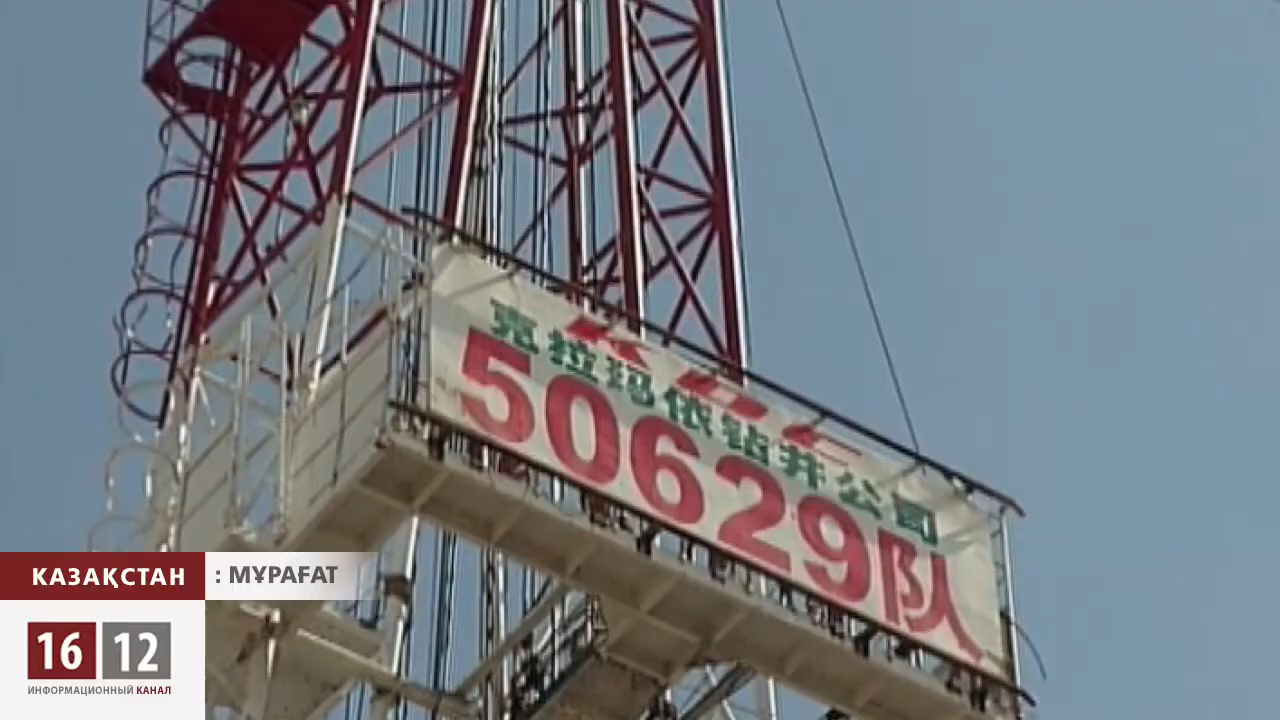 克拉玛依钻井公司
50629队
ҚАЗАҚСТАН
: МҰРАҒАТ
16 12
ИНФОРМАЦИОННЫЙ КАНАЛ